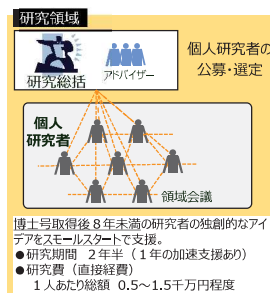 研究領域
研究総括
アドバイザー
個人研究者の
公募・選定
個人
研究者
領域会議
博士号取得後８年未満の研究者の独創的なアイ
デアをスモールスタートで支援。
●研究期間 ２年半（１年の加速支援あり）
●研究費（直接経費）
１人あたり総額 0.5～1.5千万円程度